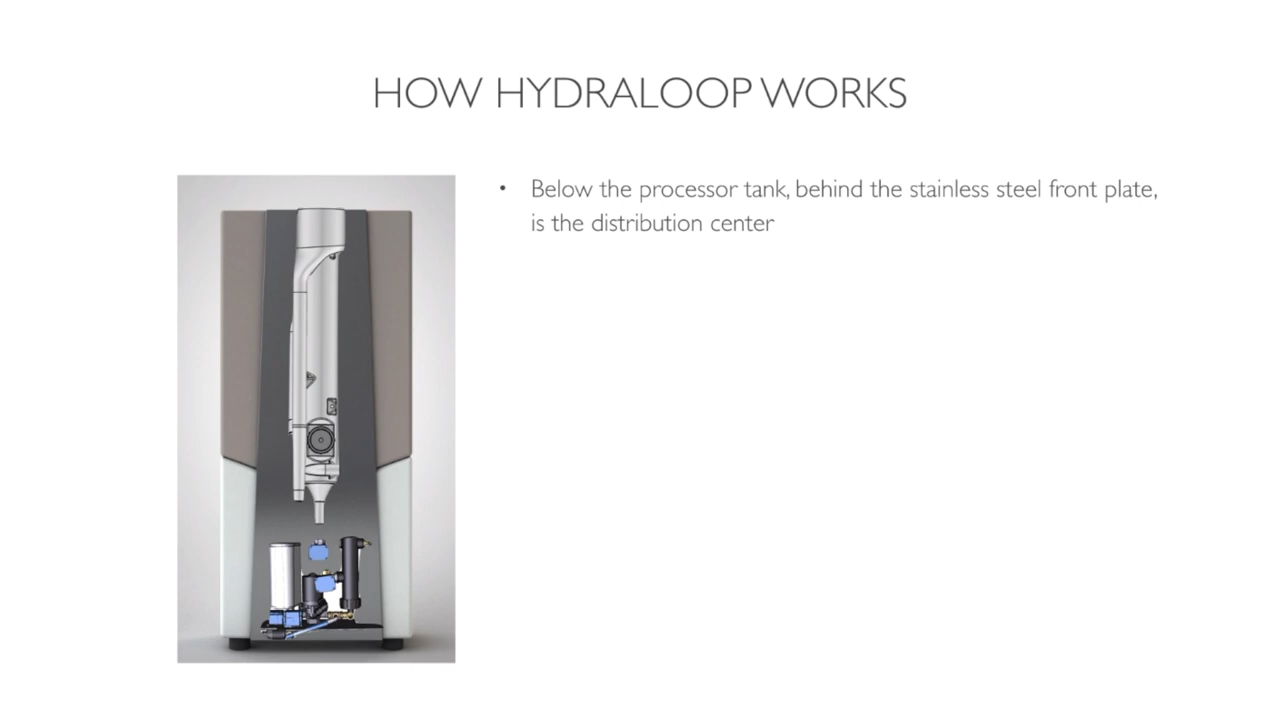 HOW HYDRALOOP WORKS
• Below the processor tank, behind the stainless steel front plate,
is the distribution center